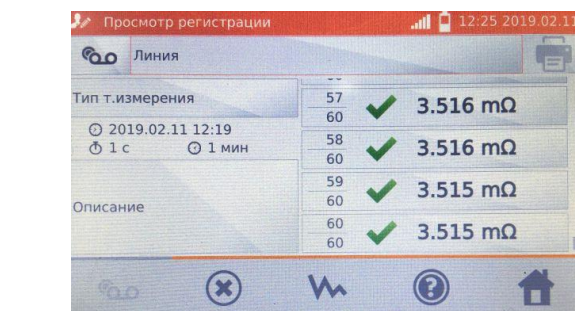 Просмотр регистрации 12:25 2019.02.11
Линия
Тип т.измерения
2019.02.11 12:19
1 с 1 мин
Описание
57
60
3.516 mΩ
58
60
3.516 mΩ
59
60
3.515 mΩ
60
60
3.515 mΩ